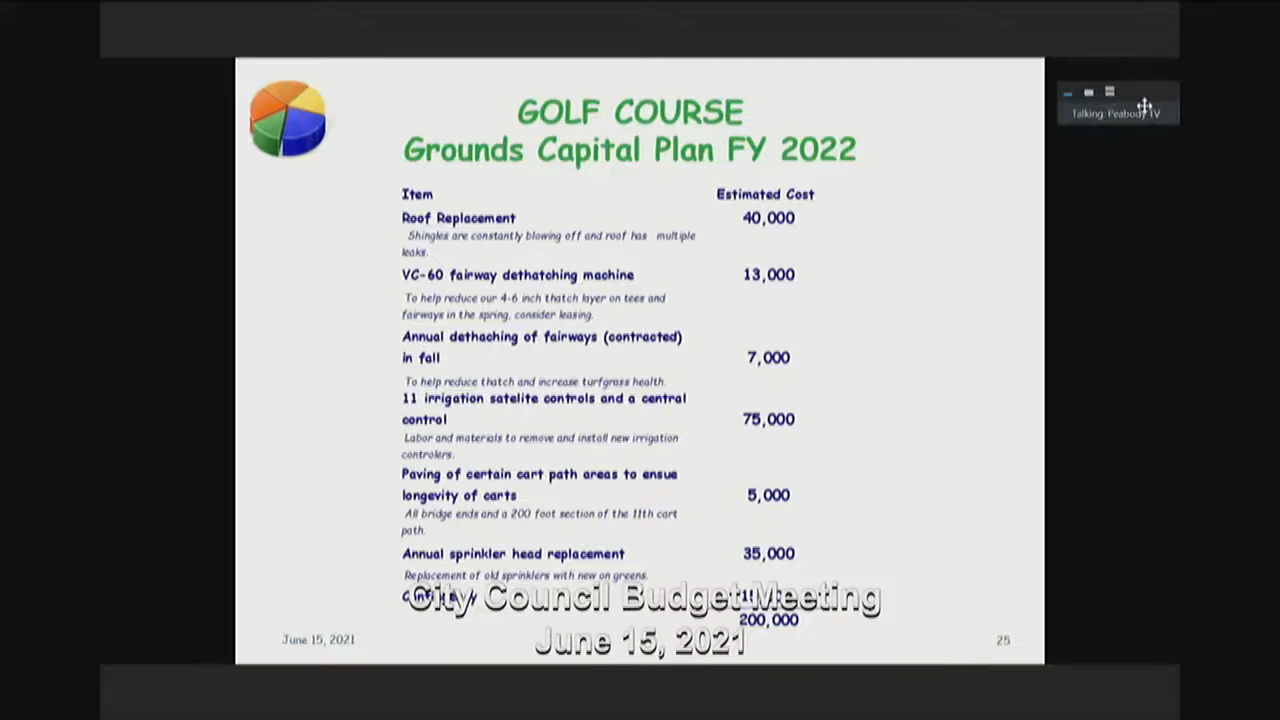 GOLF COURSE
Grounds Capital Plan FY 2022
Talking: Peabody TV
Item Estimated Cost
Roof Replacement 40,000
Shingles are constantly blowing off and roof has multiple
leaks.
VC-60 fairway dethatching machine 13,000
To help reduce our 4-6 inch thatch layer on tees and
fairways in the spring, consider leasing.
Annual dethaching of fairways (contracted)
in fall 7,000
To help reduce thatch and increase turfgrass health.
11 irrigation satelite controls and a central
control 75,000
Labor and materials to remove and install new irrigation
controlers.
Paving of certain cart path areas to ensue
longevity of carts 5,000
All bridge ends and a 200 foot section of the 11th cart
path.
Annual sprinkler head replacement 35,000
Replacement of old sprinklers with new on greens.
City Council Budget Meeting
200,000
June 15, 2021
June 15, 2021
25